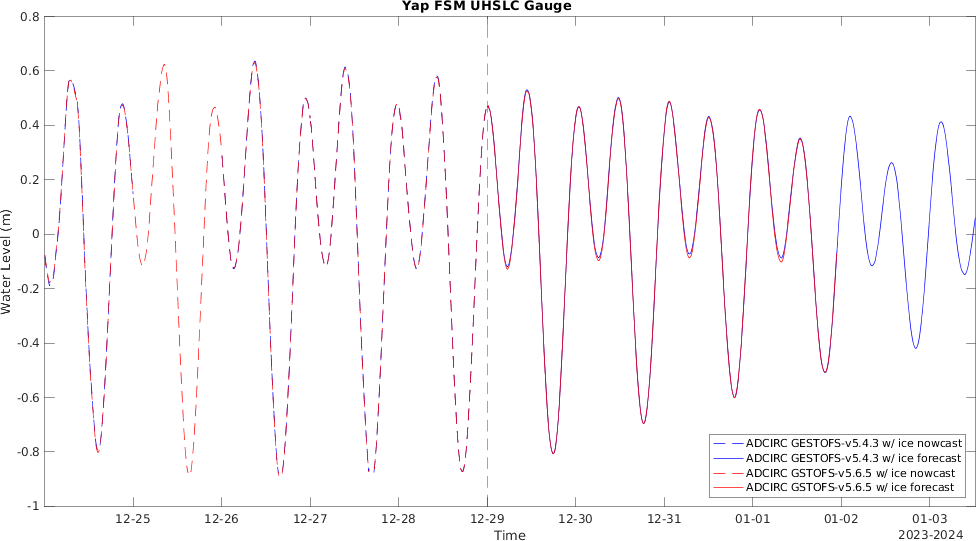 Yap FSM UHSLC Gauge
0.8
0.6
0.4
0.2
0
-0.2
-0.4
-0.6
-0.8
-1
Water Level (m)
12-25 12-26 12-27 12-28 12-29 12-30 12-31 01-01 01-02 01-03
Time
2023-2024
ADCIRC GESTOFS-v5.4.3 w/ ice nowcast
ADCIRC GESTOFS-v5.4.3 w/ ice forecast
ADCIRC GSTOFS-v5.6.5 w/ ice nowcast
ADCIRC GSTOFS-v5.6.5 w/ ice forecast